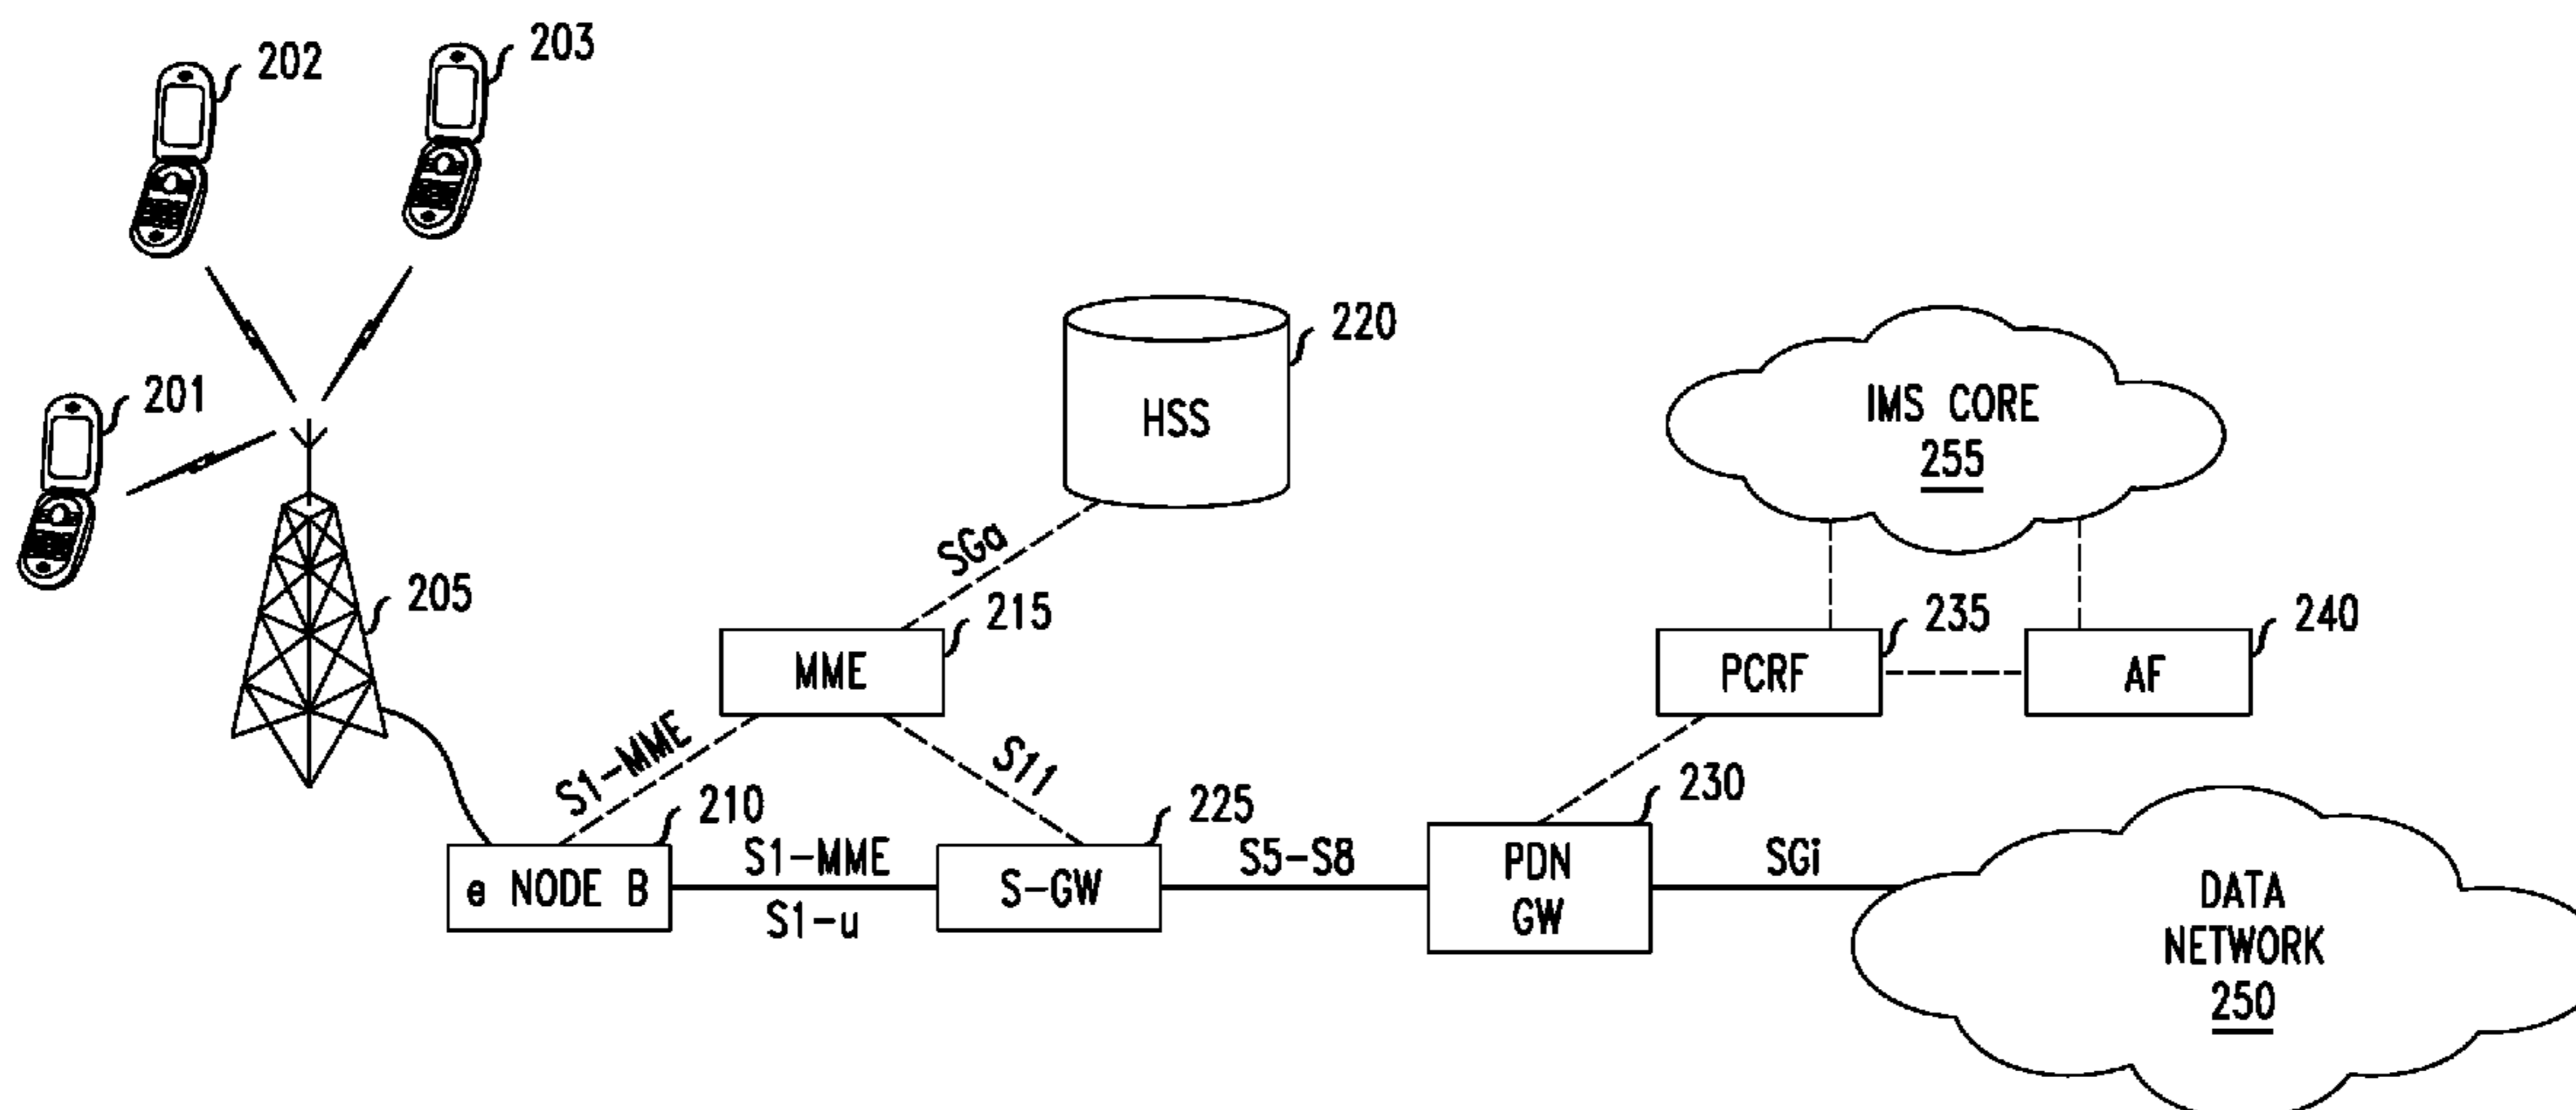 202
203
201
205
HSS
220
SGa
MME
215
S1-MME
S11
e NODE B
210
S1-MME
S1-u
S-GW
225
S5-S8
PDN
GW
230
SGi
IMS CORE
255
PCRF
235
AF
240
DATA
NETWORK
250